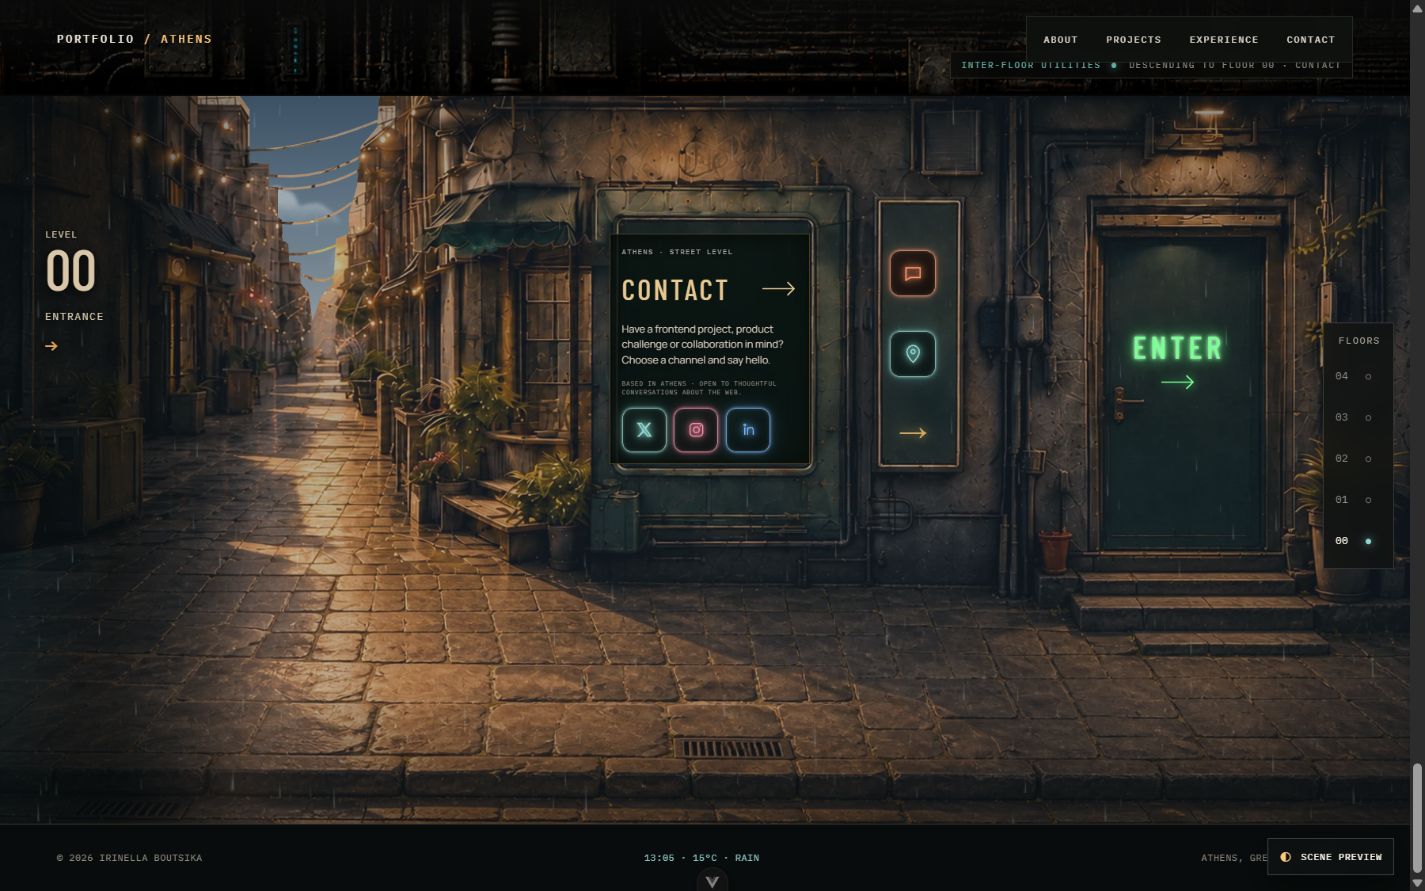 PORTFOLIO / ATHENS
ABOUT PROJECTS EXPERIENCE CONTACT
INTER-FLOOR UTILITIES DESCENDING TO FLOOR 00 · CONTACT
LEVEL
00
ENTRANCE
ATHENS · STREET LEVEL
CONTACT
Have a frontend project, product
challenge or collaboration in mind?
Choose a channel and say hello.
BASED IN ATHENS · OPEN TO THOUGHTFUL
CONVERSATIONS ABOUT THE WEB.
in
ENTER
FLOORS
04
03
02
01
00
© 2026 IRINELLA BOUTSIKA
13:05 · 15°C · RAIN
ATHENS, GRE
SCENE PREVIEW